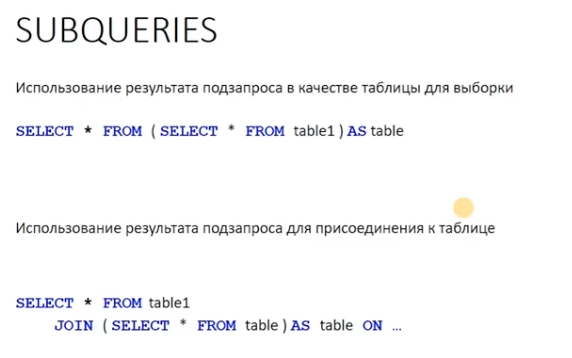 SUBQUERIES
Использование результата подзапроса в качестве таблицы для выборки
SELECT * FROM ( SELECT * FROM table1 ) AS table
Использование результата подзапроса для присоединения к таблице
SELECT * FROM table1
JOIN ( SELECT * FROM table ) AS table ON ...